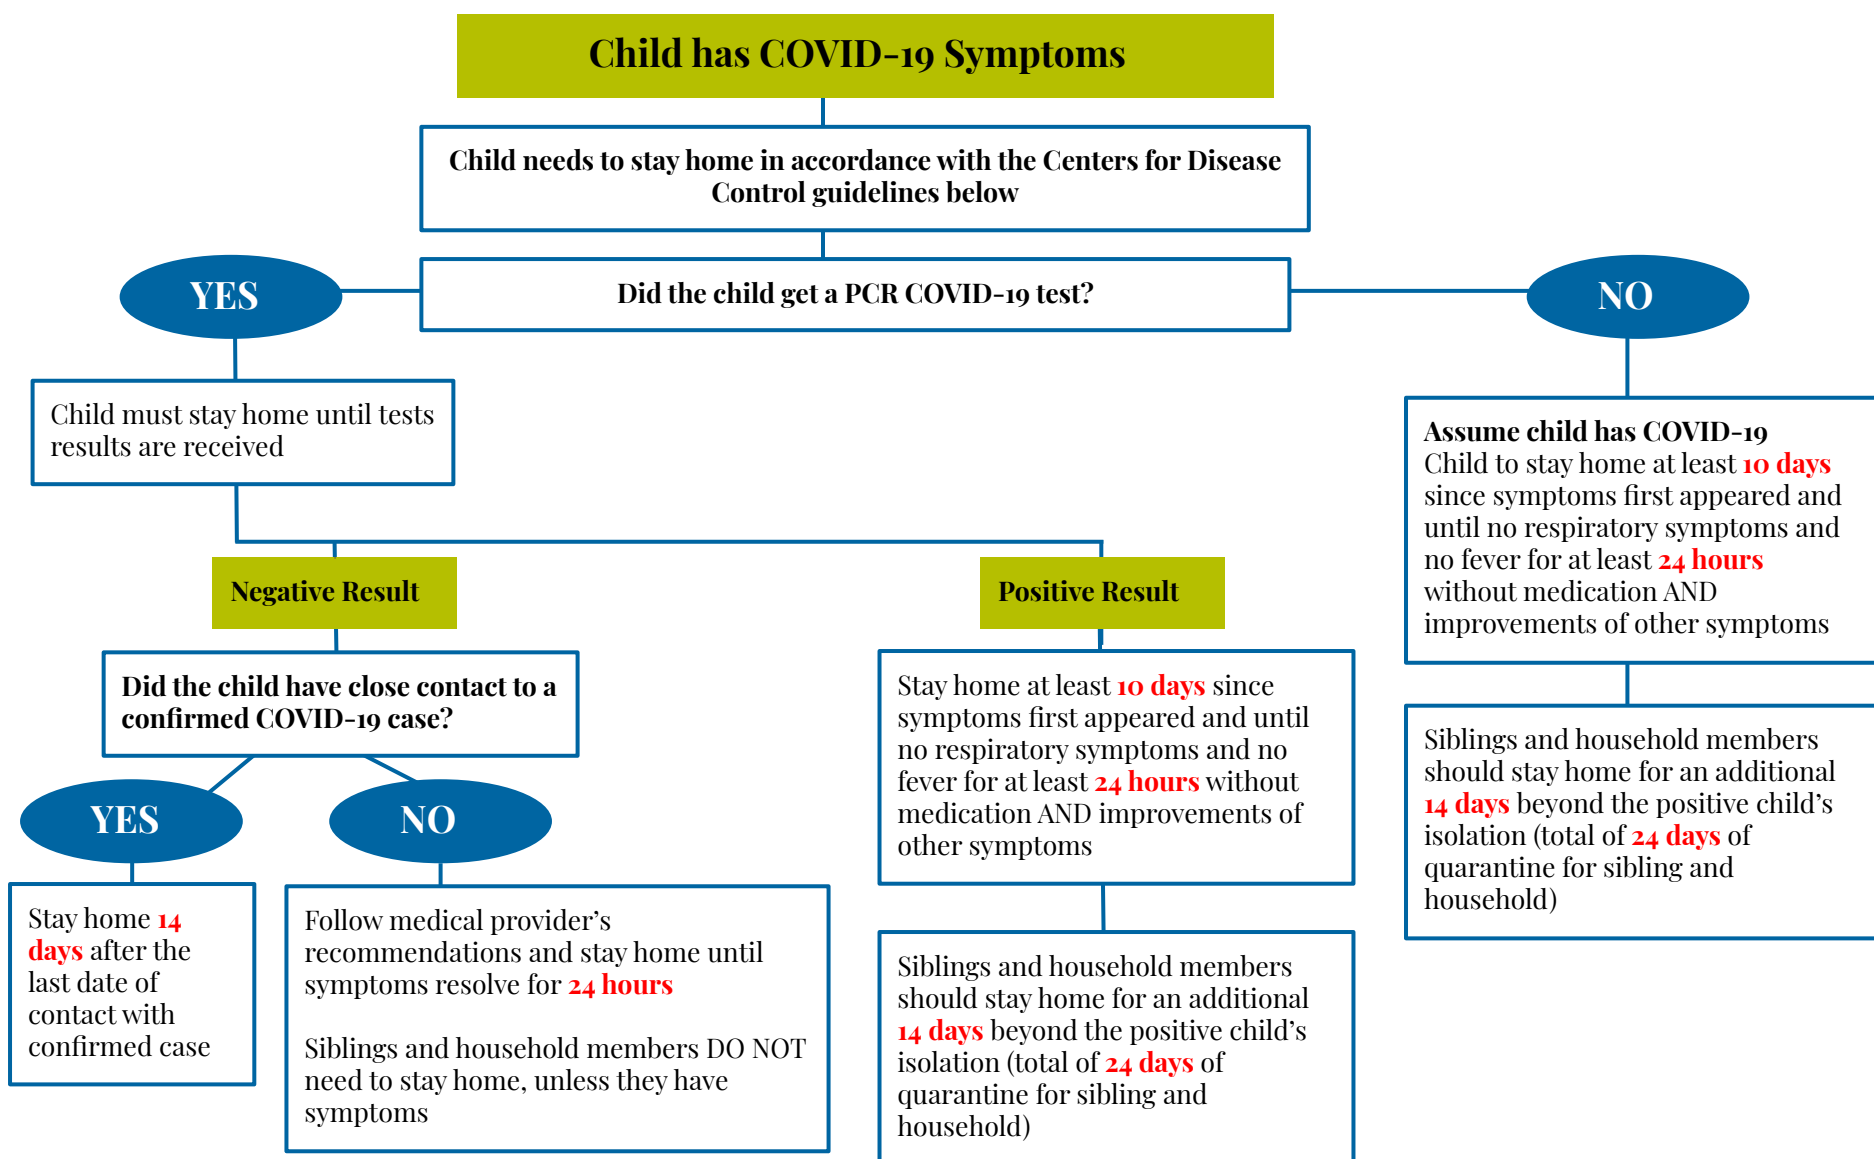 Child has COVID-19 Symptoms
Child needs to stay home in accordance with the Centers for Disease
Control guidelines below
Did the child get a PCR COVID-19 test?
YES
NO
Child must stay home until tests
results are received
Negative Result
Did the child have close contact to a
confirmed COVID-19 case?
YES
Stay home 14
days after the
last date of
contact with
confirmed case
NO
Follow medical provider’s
recommendations and stay home until
symptoms resolve for 24 hours
Siblings and household members DO NOT
need to stay home, unless they have
symptoms
Positive Result
Stay home at least 10 days since
symptoms first appeared and until
no respiratory symptoms and no
fever for at least 24 hours without
medication AND improvements of
other symptoms
Siblings and household members
should stay home for an additional
14 days beyond the positive child’s
isolation (total of 24 days of
quarantine for sibling and
household)
Assume child has COVID-19
Child to stay home at least 10 days
since symptoms first appeared and
until no respiratory symptoms and
no fever for at least 24 hours
without medication AND
improvements of other symptoms
Siblings and household members
should stay home for an additional
14 days beyond the positive child’s
isolation (total of 24 days of
quarantine for sibling and
household)